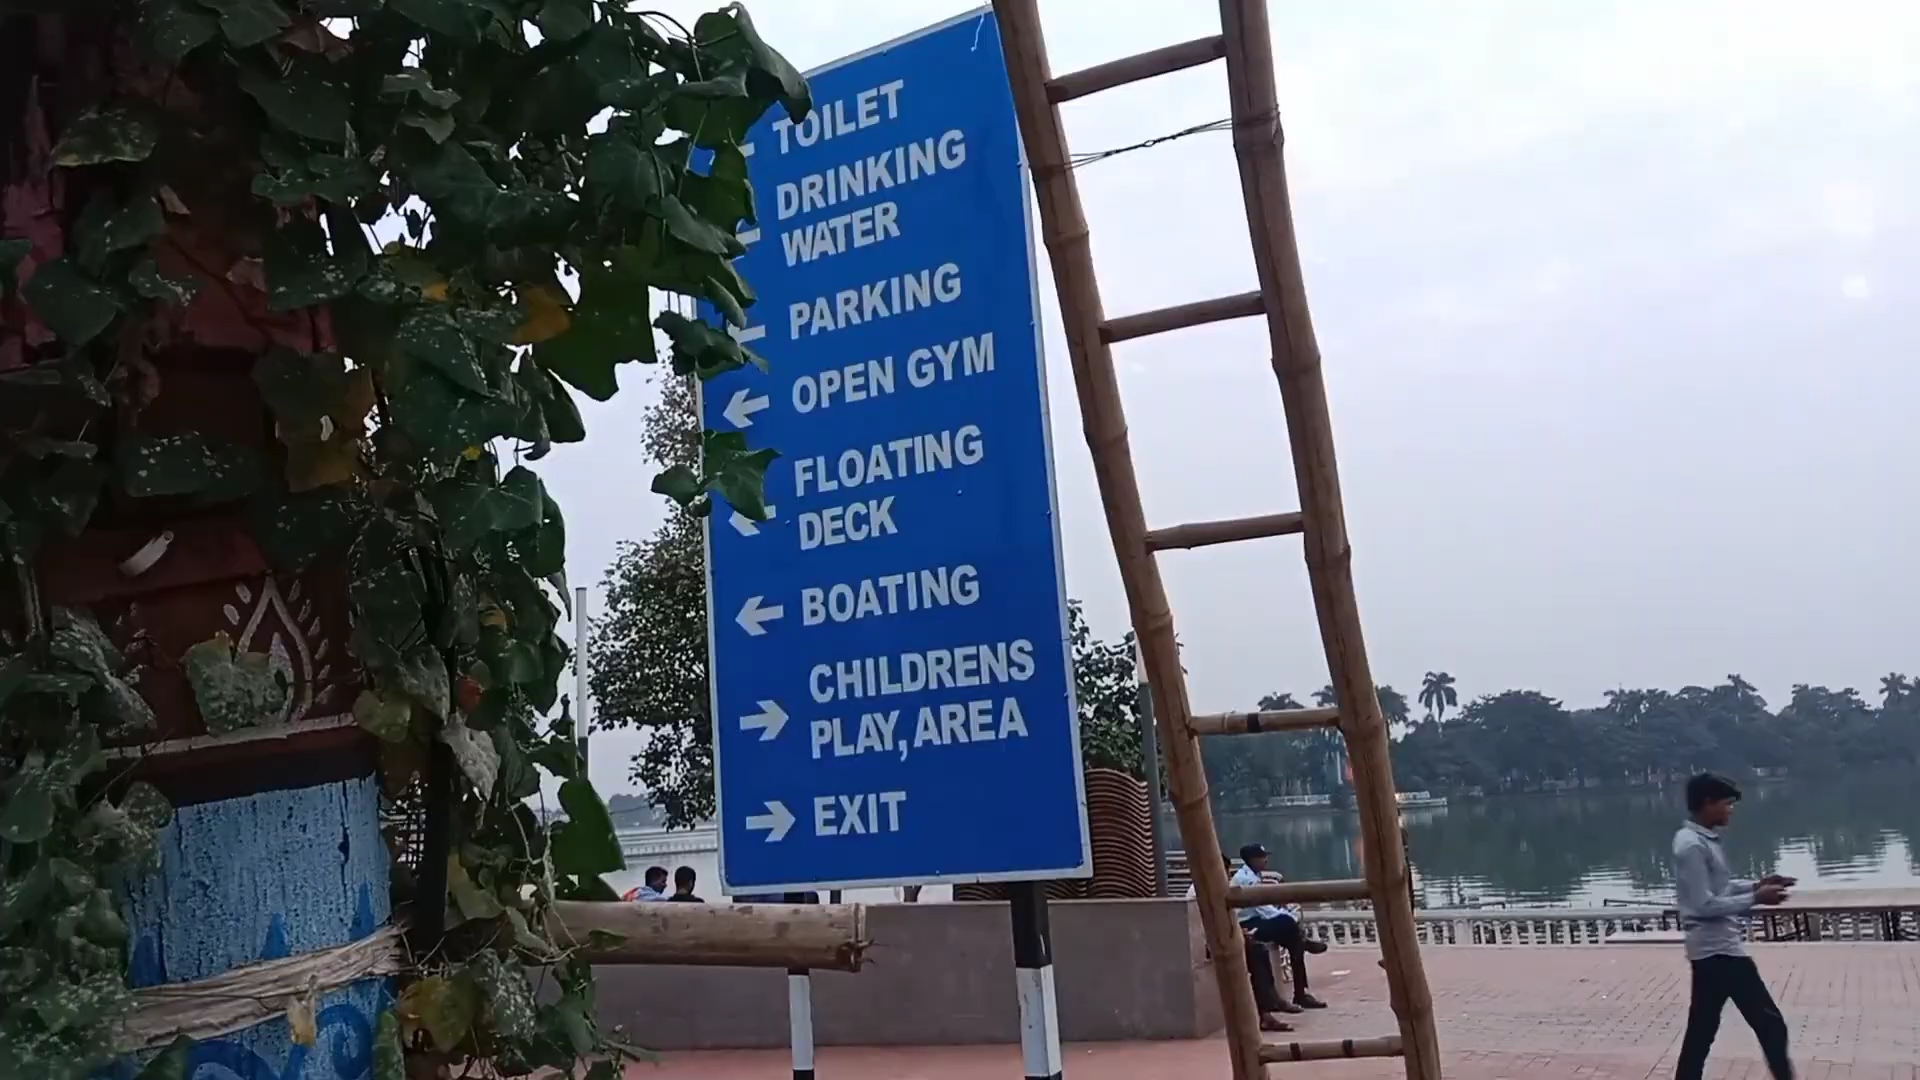 TOILET
DRINKING
WATER
PARKING
OPEN GYM
FLOATING
DECK
BOATING
CHILDRENS
PLAY, AREA
EXIT